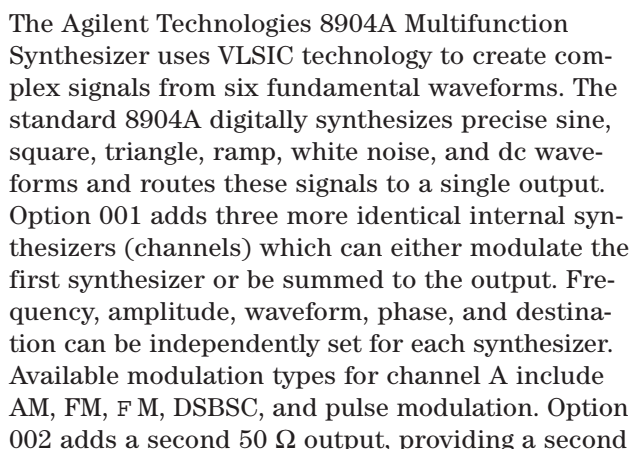 The Agilent Technologies 8904A Multifunction
Synthesizer uses VLSIC technology to create com-
plex signals from six fundamental waveforms. The
standard 8904A digitally synthesizes precise sine,
square, triangle, ramp, white noise, and dc wave-
forms and routes these signals to a single output.
Option 001 adds three more identical internal syn-
thesizers (channels) which can either modulate the
first synthesizer or be summed to the output. Fre-
quency, amplitude, waveform, phase, and destina-
tion can be independently set for each synthesizer.
Available modulation types for channel A include
AM, FM, F M, DSBSC, and pulse modulation. Option
002 adds a second 50 Ω output, providing a second